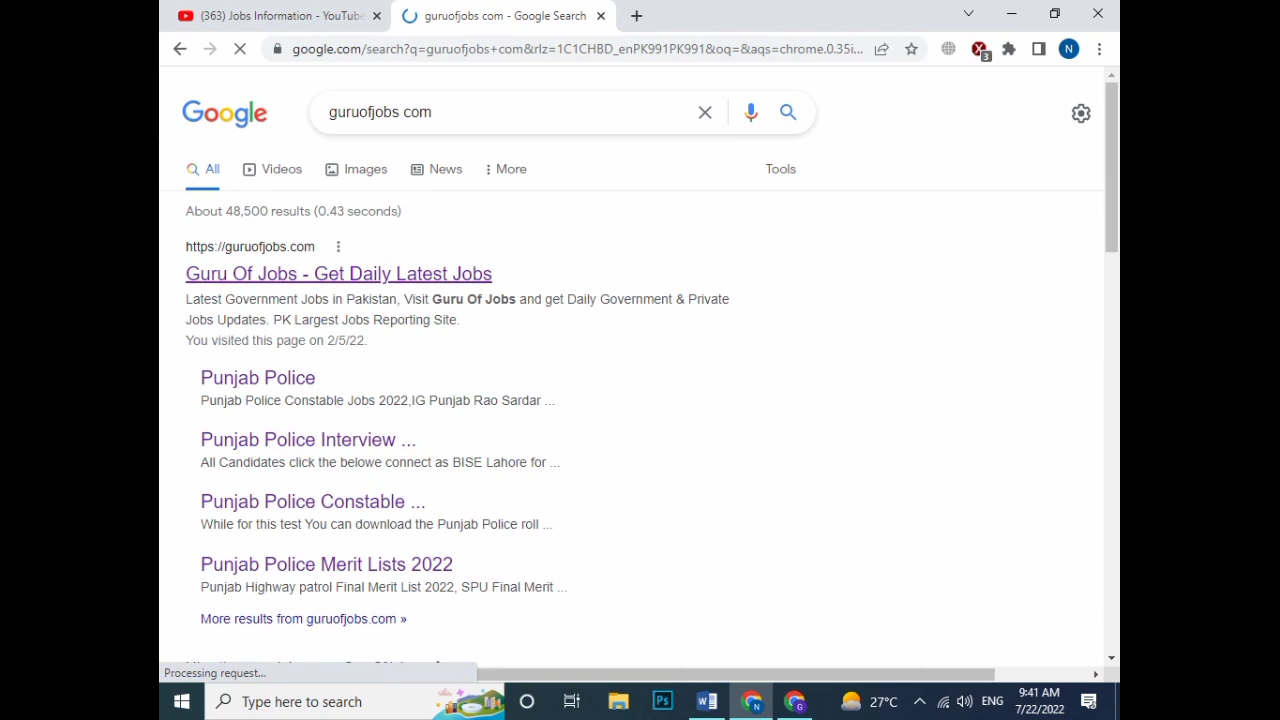 (363) Jobs Information - YouTube
guruofjobs com - Google Search
google.com/search?q=guruofjobs+com&rlz=1C1CHBD_enPK991PK991&oq=&aqs=chrome.0.35i...
3
N
Google
guruofjobs com
All
Videos
Images
News
More
Tools
About 48,500 results (0.43 seconds)
https://guruofjobs.com
Guru Of Jobs - Get Daily Latest Jobs
Latest Government Jobs in Pakistan, Visit Guru Of Jobs and get Daily Government & Private
Jobs Updates. PK Largest Jobs Reporting Site.
You visited this page on 2/5/22.
Punjab Police
Punjab Police Constable Jobs 2022,IG Punjab Rao Sardar ...
Punjab Police Interview ...
All Candidates click the belowe connect as BISE Lahore for ...
Punjab Police Constable ...
While for this test You can download the Punjab Police roll ...
Punjab Police Merit Lists 2022
Punjab Highway patrol Final Merit List 2022, SPU Final Merit ...
More results from guruofjobs.com »
Processing request...
Type here to search
Ps
W
N
G
27°C
ENG
9:41 AM
7/22/2022